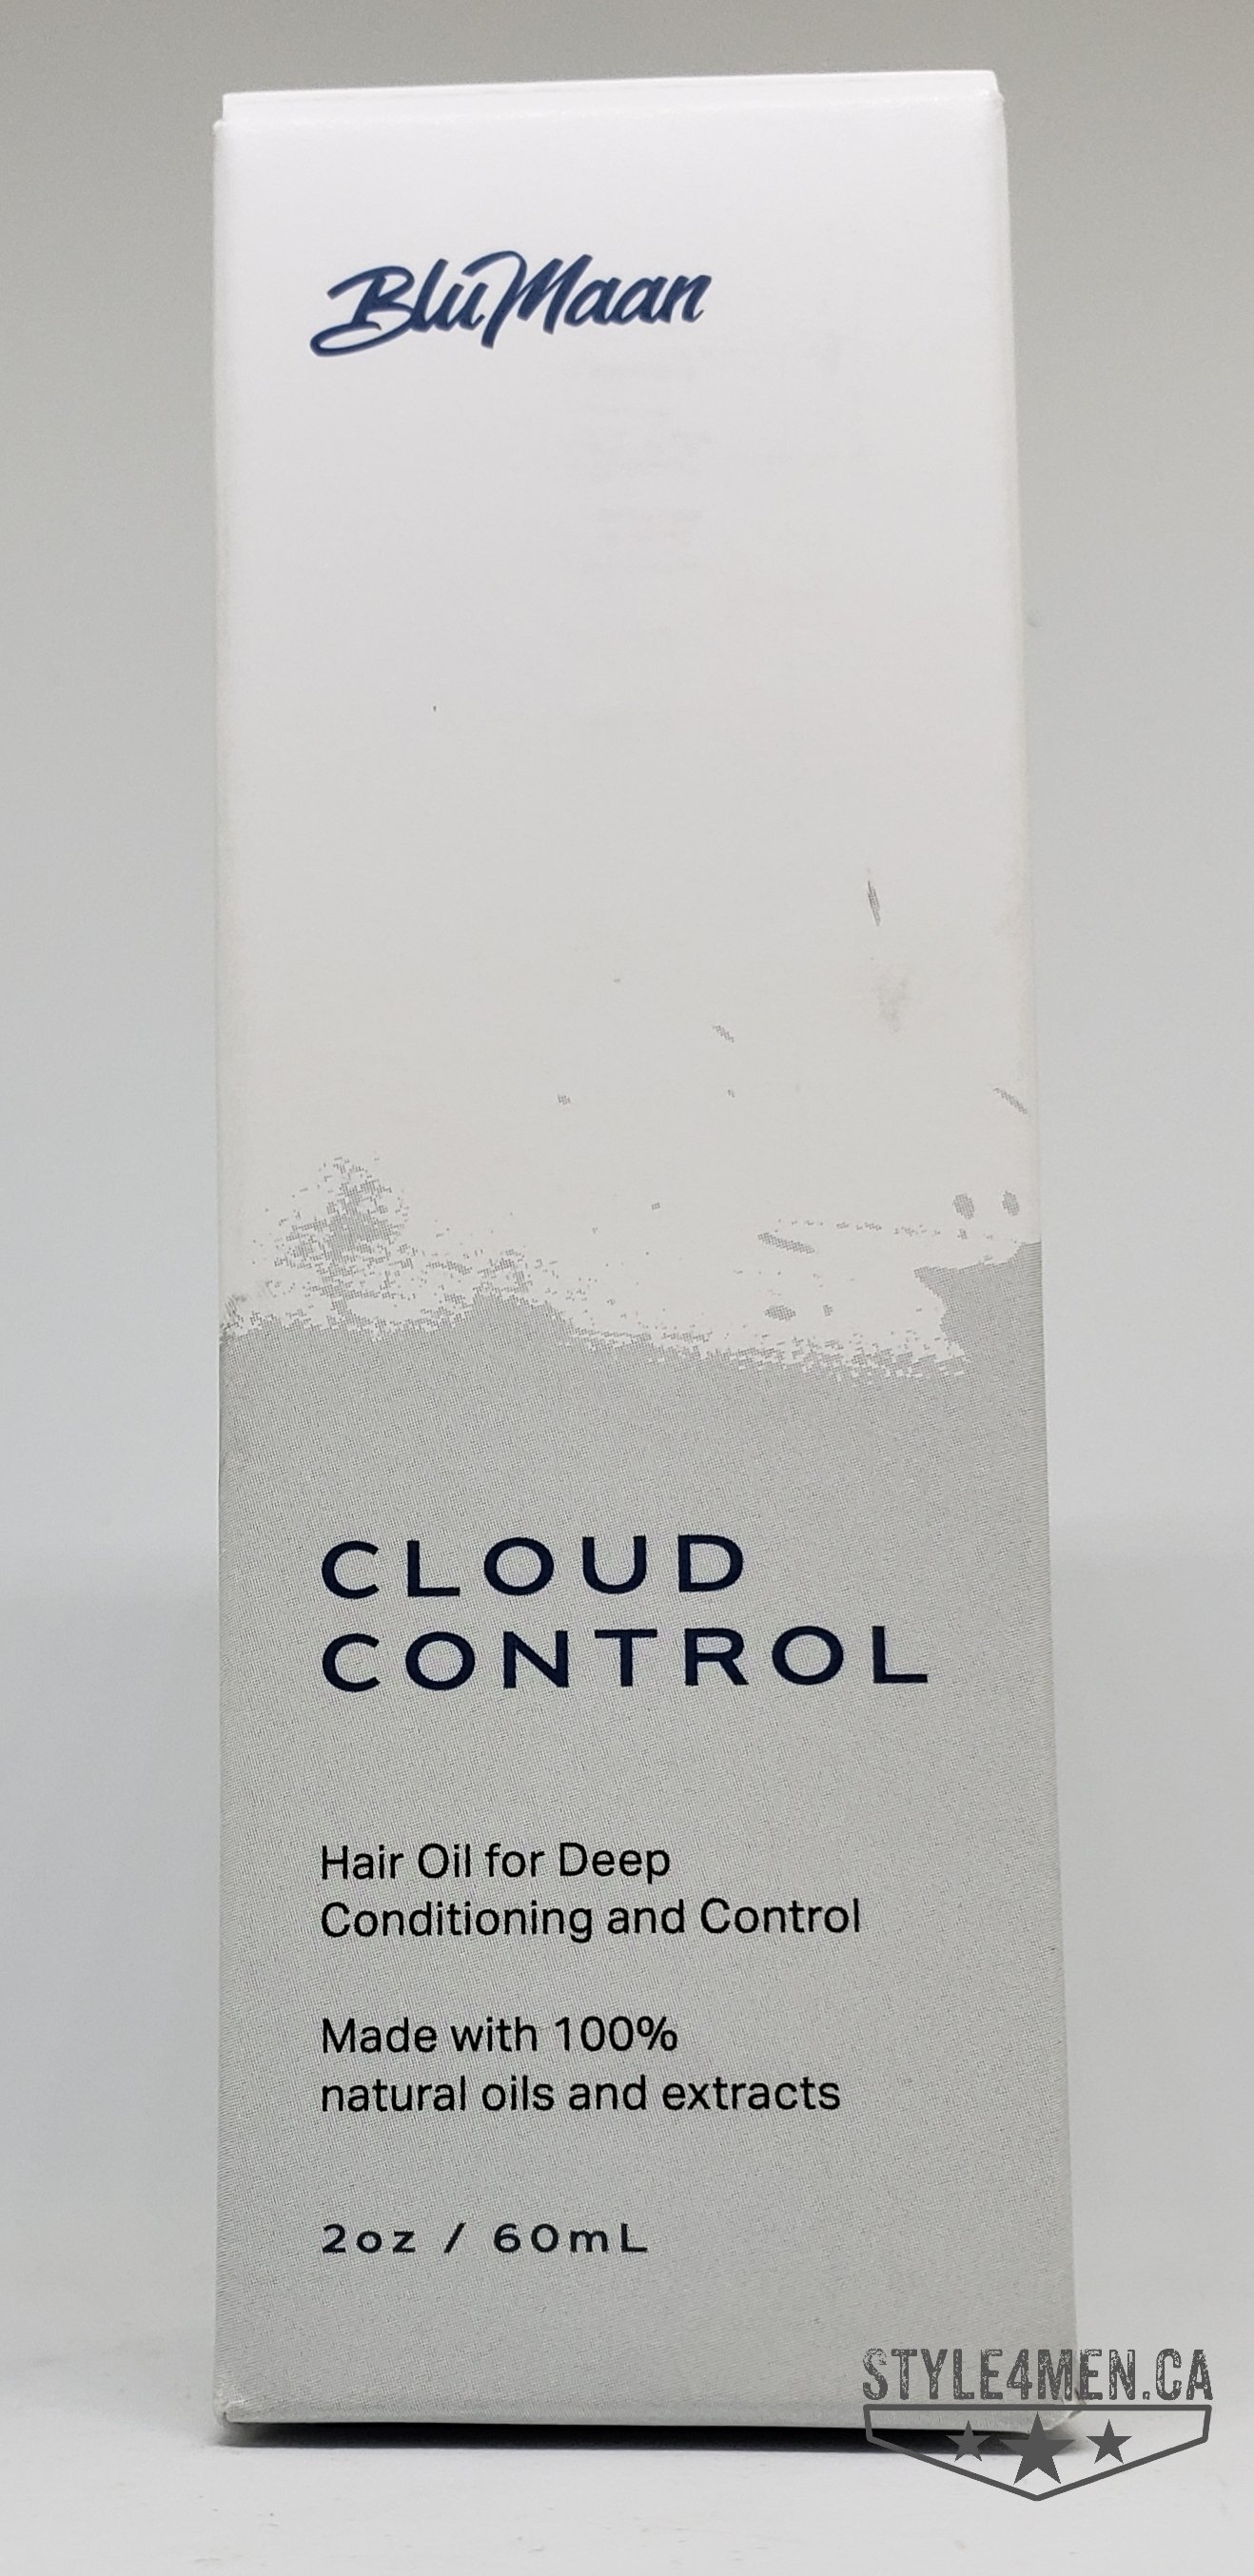 BluMaan
CLOUD
CONTROL
Hair Oil for Deep
Conditioning and Control
Made with 100%
natural oils and extracts
2oz / 60mL
STYLE4MEN.CA